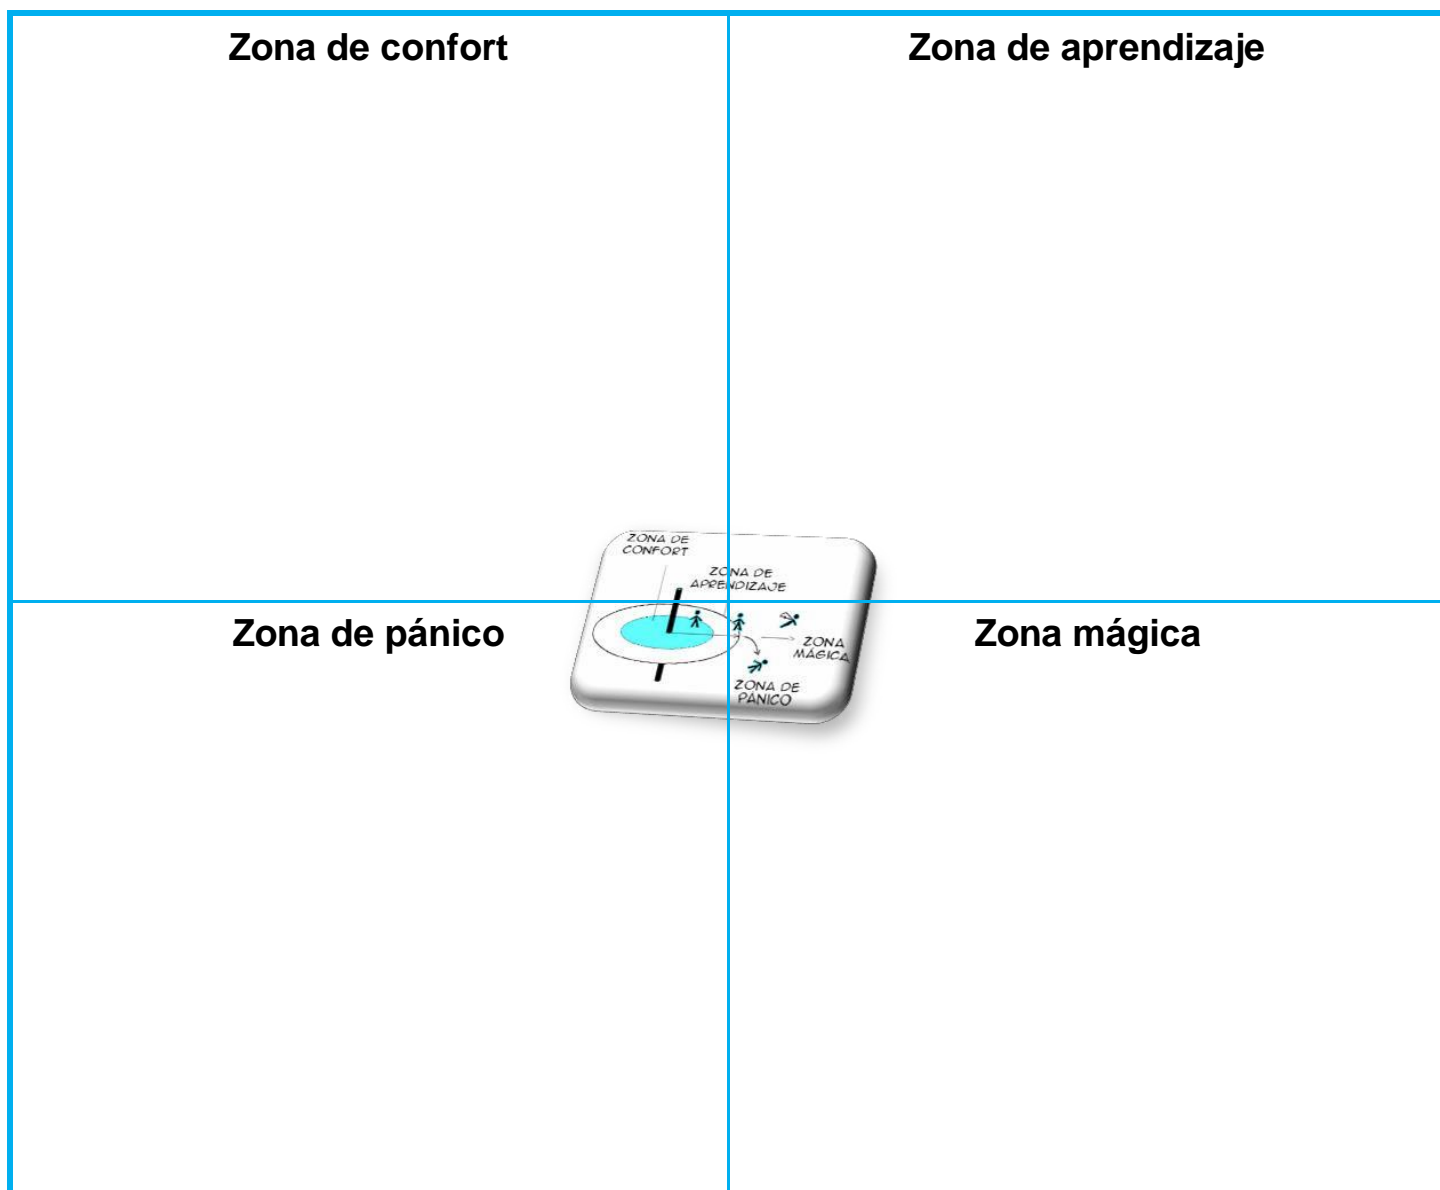 Zona de confort
Zona de aprendizaje
ZONA DE
CONFORT
ZONA DE
APRENDIZAJE
Zona de pánico
Zona mágica
ZONA
MÁGICA
ZONA DE
PÁNICO